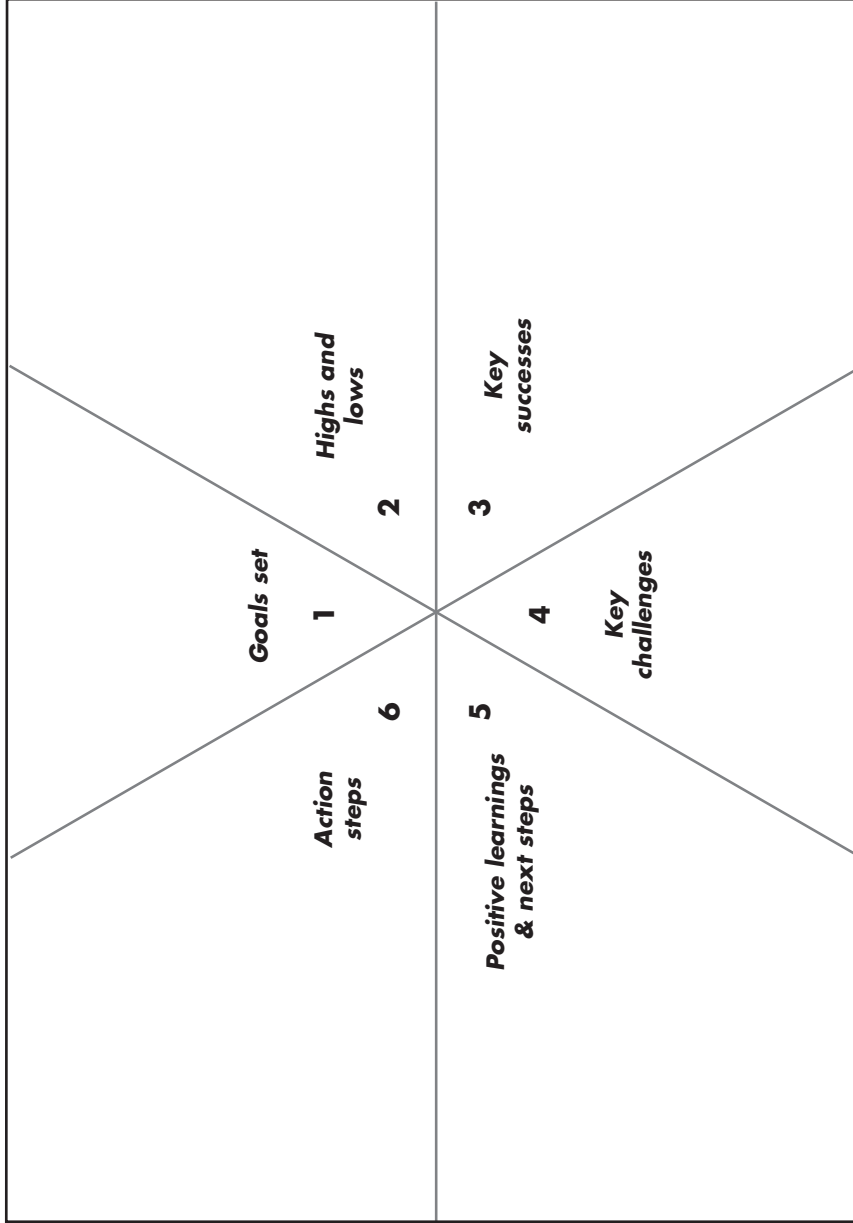 Goals set
1
2
Highs and
lows
3
Key
successes
4
Key
challenges
5
Positive learnings
& next steps
6
Action
steps